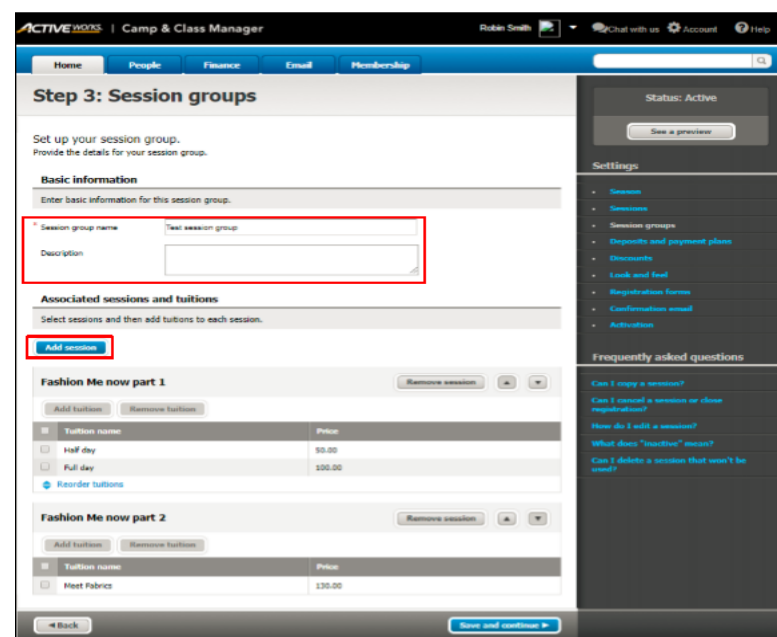 ACTIVE WORKS. | Camp & Class Manager
Robin Smith
Chat with us Account Help
Home People Finance Email Membership
Step 3: Session groups
Set up your session group.
Provide the details for your session group.
Basic information
Enter basic information for this session group.
* Session group name Test session group
Description
Associated sessions and tuitions
Select sessions and then add tuitions to each session.
Add session
Fashion Me now part 1 Remove session
Add tuition Remove tuition
Tuition name Price
Half day 50.00
Full day 100.00
Reorder tuitions
Fashion Me now part 2 Remove session
Add tuition Remove tuition
Tuition name Price
Meet Fabrics 130.00
Back Save and continue
Status: Active
See a preview
Settings
Season
Sessions
Session groups
Deposits and payment plans
Discounts
Look and feel
Registration forms
Confirmation email
Activation
Frequently asked questions
Can I copy a session?
Can I cancel a session or close
registration?
How do I edit a session?
What does "inactive" mean?
Can I delete a session that won't be
used?